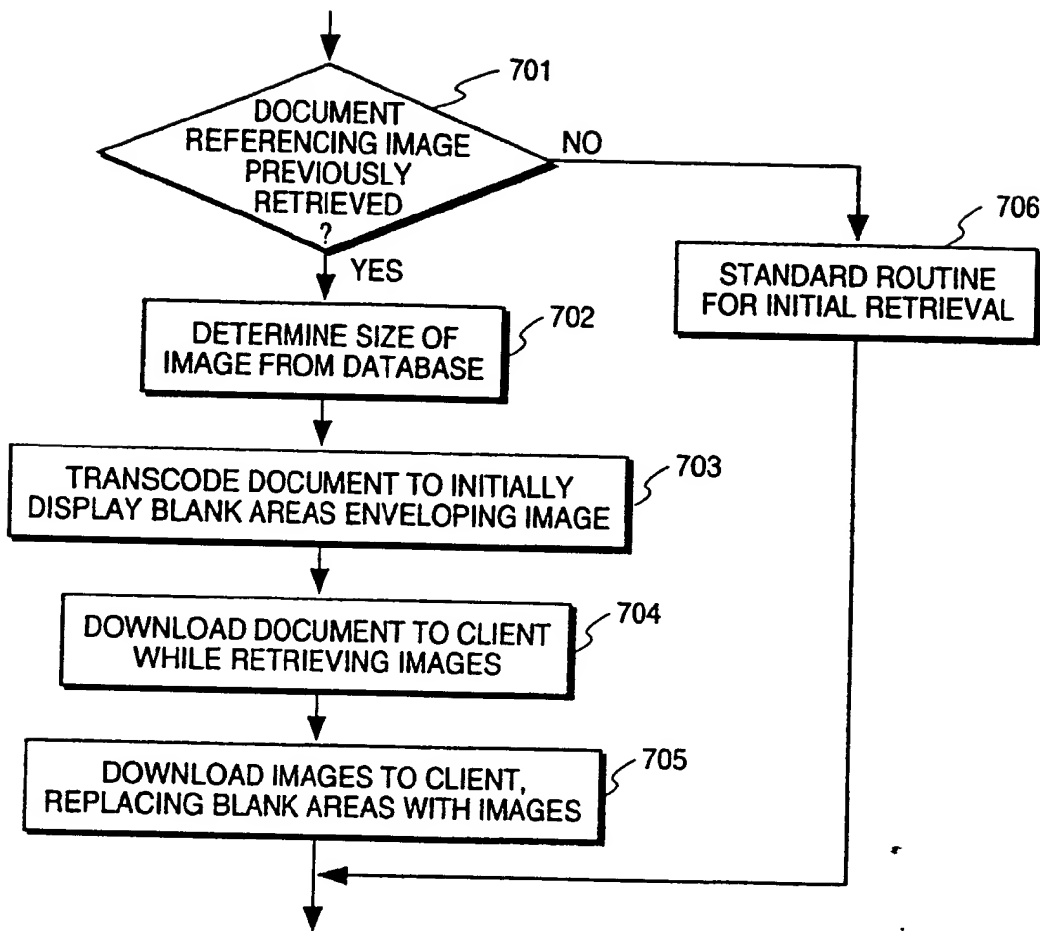 701
DOCUMENT
REFERENCING IMAGE
PREVIOUSLY
RETRIEVED
?
NO
YES
706
STANDARD ROUTINE
FOR INITIAL RETRIEVAL
702
DETERMINE SIZE OF
IMAGE FROM DATABASE
703
TRANSCODE DOCUMENT TO INITIALLY
DISPLAY BLANK AREAS ENVELOPING IMAGE
704
DOWNLOAD DOCUMENT TO CLIENT
WHILE RETRIEVING IMAGES
705
DOWNLOAD IMAGES TO CLIENT,
REPLACING BLANK AREAS WITH IMAGES